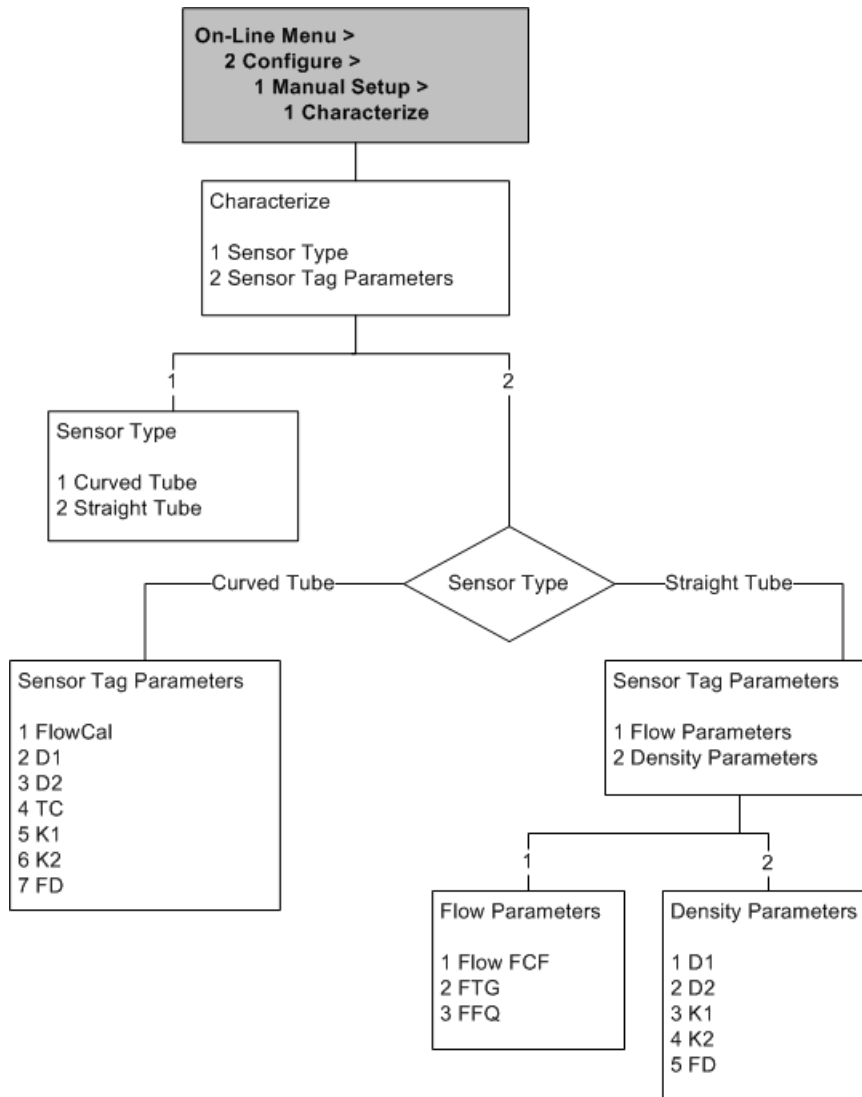 On-Line Menu >
2 Configure >
1 Manual Setup >
1 Characterize
Characterize
1 Sensor Type
2 Sensor Tag Parameters
1
2
Sensor Type
1 Curved Tube
2 Straight Tube
Curved Tube
Sensor Type
Straight Tube
Sensor Tag Parameters
1 FlowCal
2 D1
3 D2
4 TC
5 K1
6 K2
7 FD
Sensor Tag Parameters
1 Flow Parameters
2 Density Parameters
1
2
Flow Parameters
1 Flow FCF
2 FTG
3 FFQ
Density Parameters
1 D1
2 D2
3 K1
4 K2
5 FD